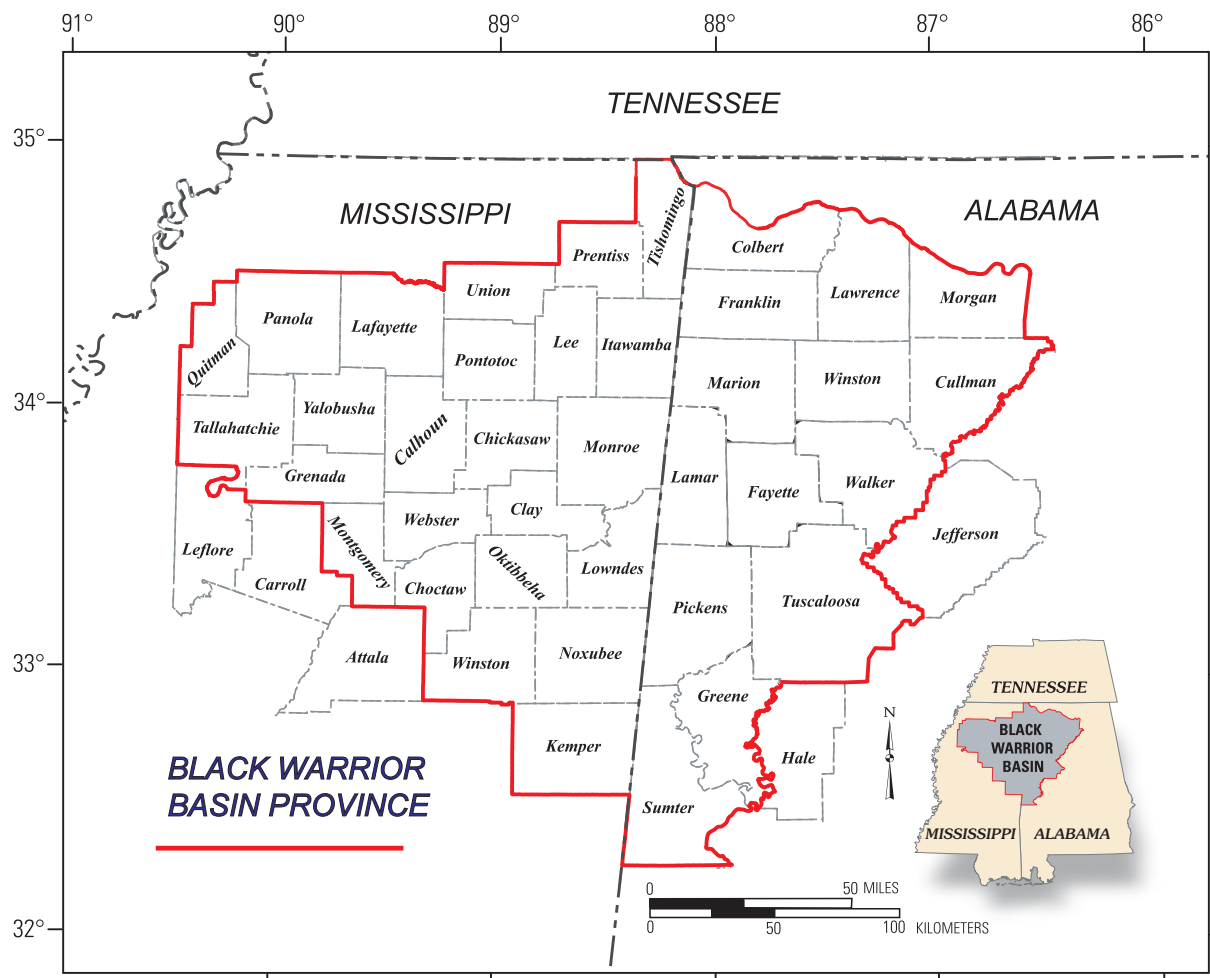 91°
90°
89°
88°
87°
86°
TENNESSEE
35°
MISSISSIPPI
ALABAMA
Tishomingo
Colbert
Prentiss
Union
Lawrence
Morgan
Franklin
Panola
Lafayette
Lee
Itawamba
Pontotoc
Quitman
Marion
Winston
Cullman
34°
Yalobusha
Tallahatchie
Calhoun
Chickasaw
Monroe
Grenada
Lamar
Fayette
Walker
Webster
Clay
Jefferson
Leflore
Montgomery
Oktibbeha
Lowndes
Carroll
Choctaw
Pickens
Tuscaloosa
33°
Attala
Winston
Noxubee
Greene
TENNESSEE
N
BLACK
WARRIOR
BASIN
Kemper
Hale
BLACK WARRIOR
BASIN PROVINCE
Sumter
MISSISSIPPI
ALABAMA
0
50 MILES
0
50
100
KILOMETERS
32°